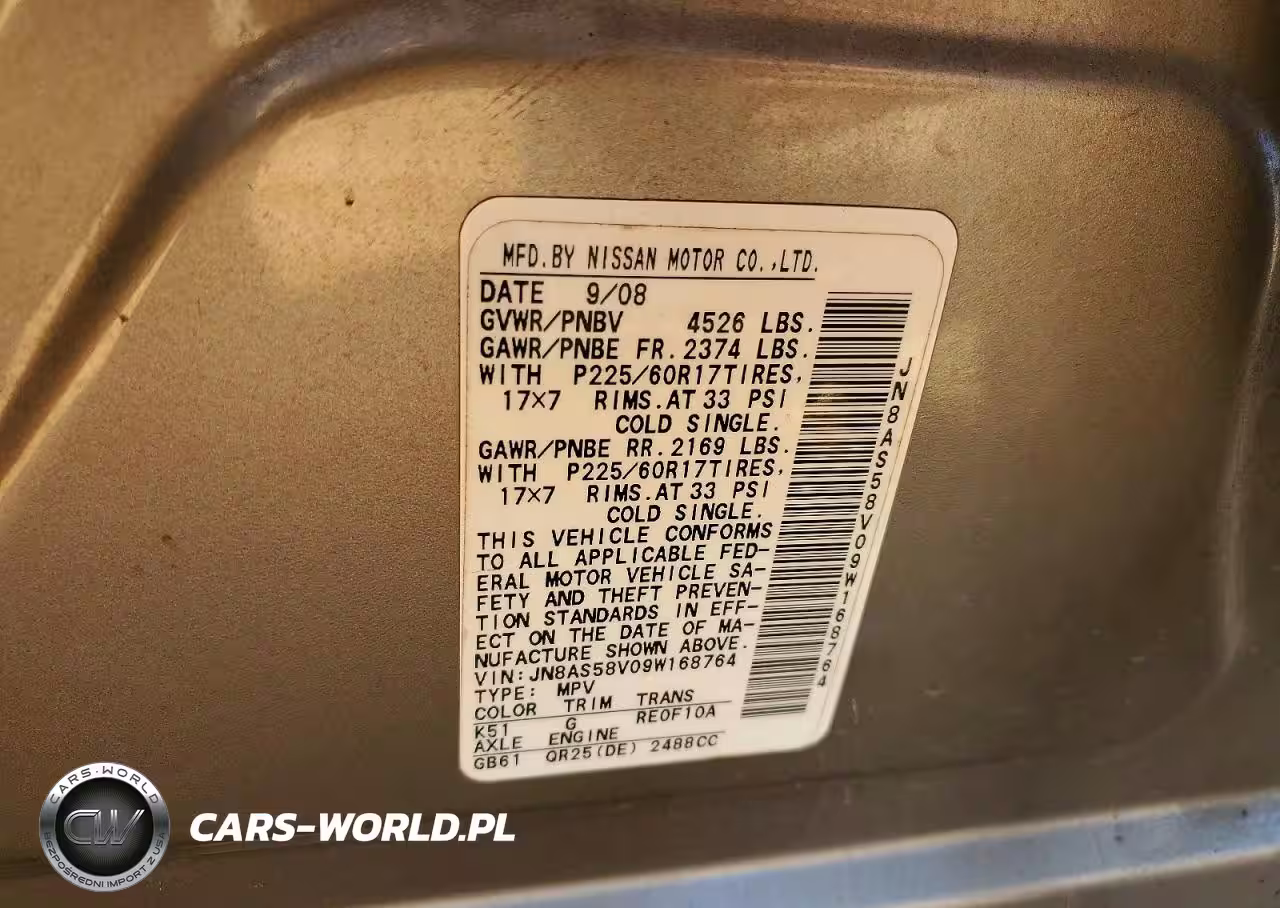 MFD.BY NISSAN MOTOR CO.,LTD.
DATE 9/08
GVWR/PNBV 4526 LBS.
GAWR/PNBE FR.2374 LBS.
WITH P225/60R17TIRES,
17×7 RIMS.AT 33 PSI
COLD SINGLE.
GAWR/PNBE RR.2169 LBS.
WITH P225/60R17TIRES,
17×7 RIMS.AT 33 PSI
COLD SINGLE.
THIS VEHICLE CONFORMS
TO ALL APPLICABLE FED-
ERAL MOTOR VEHICLE SA-
FETY AND THEFT PREVEN-
TION STANDARDS IN EFF-
ECT ON THE DATE OF MA-
NUFACTURE SHOWN ABOVE.
VIN:JN8AS58V09W168764
TYPE: MPV
COLOR TRIM TRANS
K51 G RE0F10A
AXLE ENGINE
GB61 QR25(DE) 2488CC
JN8AS58V09W168764
CARS-WORLD
CW
BEZPOŚREDNI IMPORT Z USA
CARS-WORLD.PL